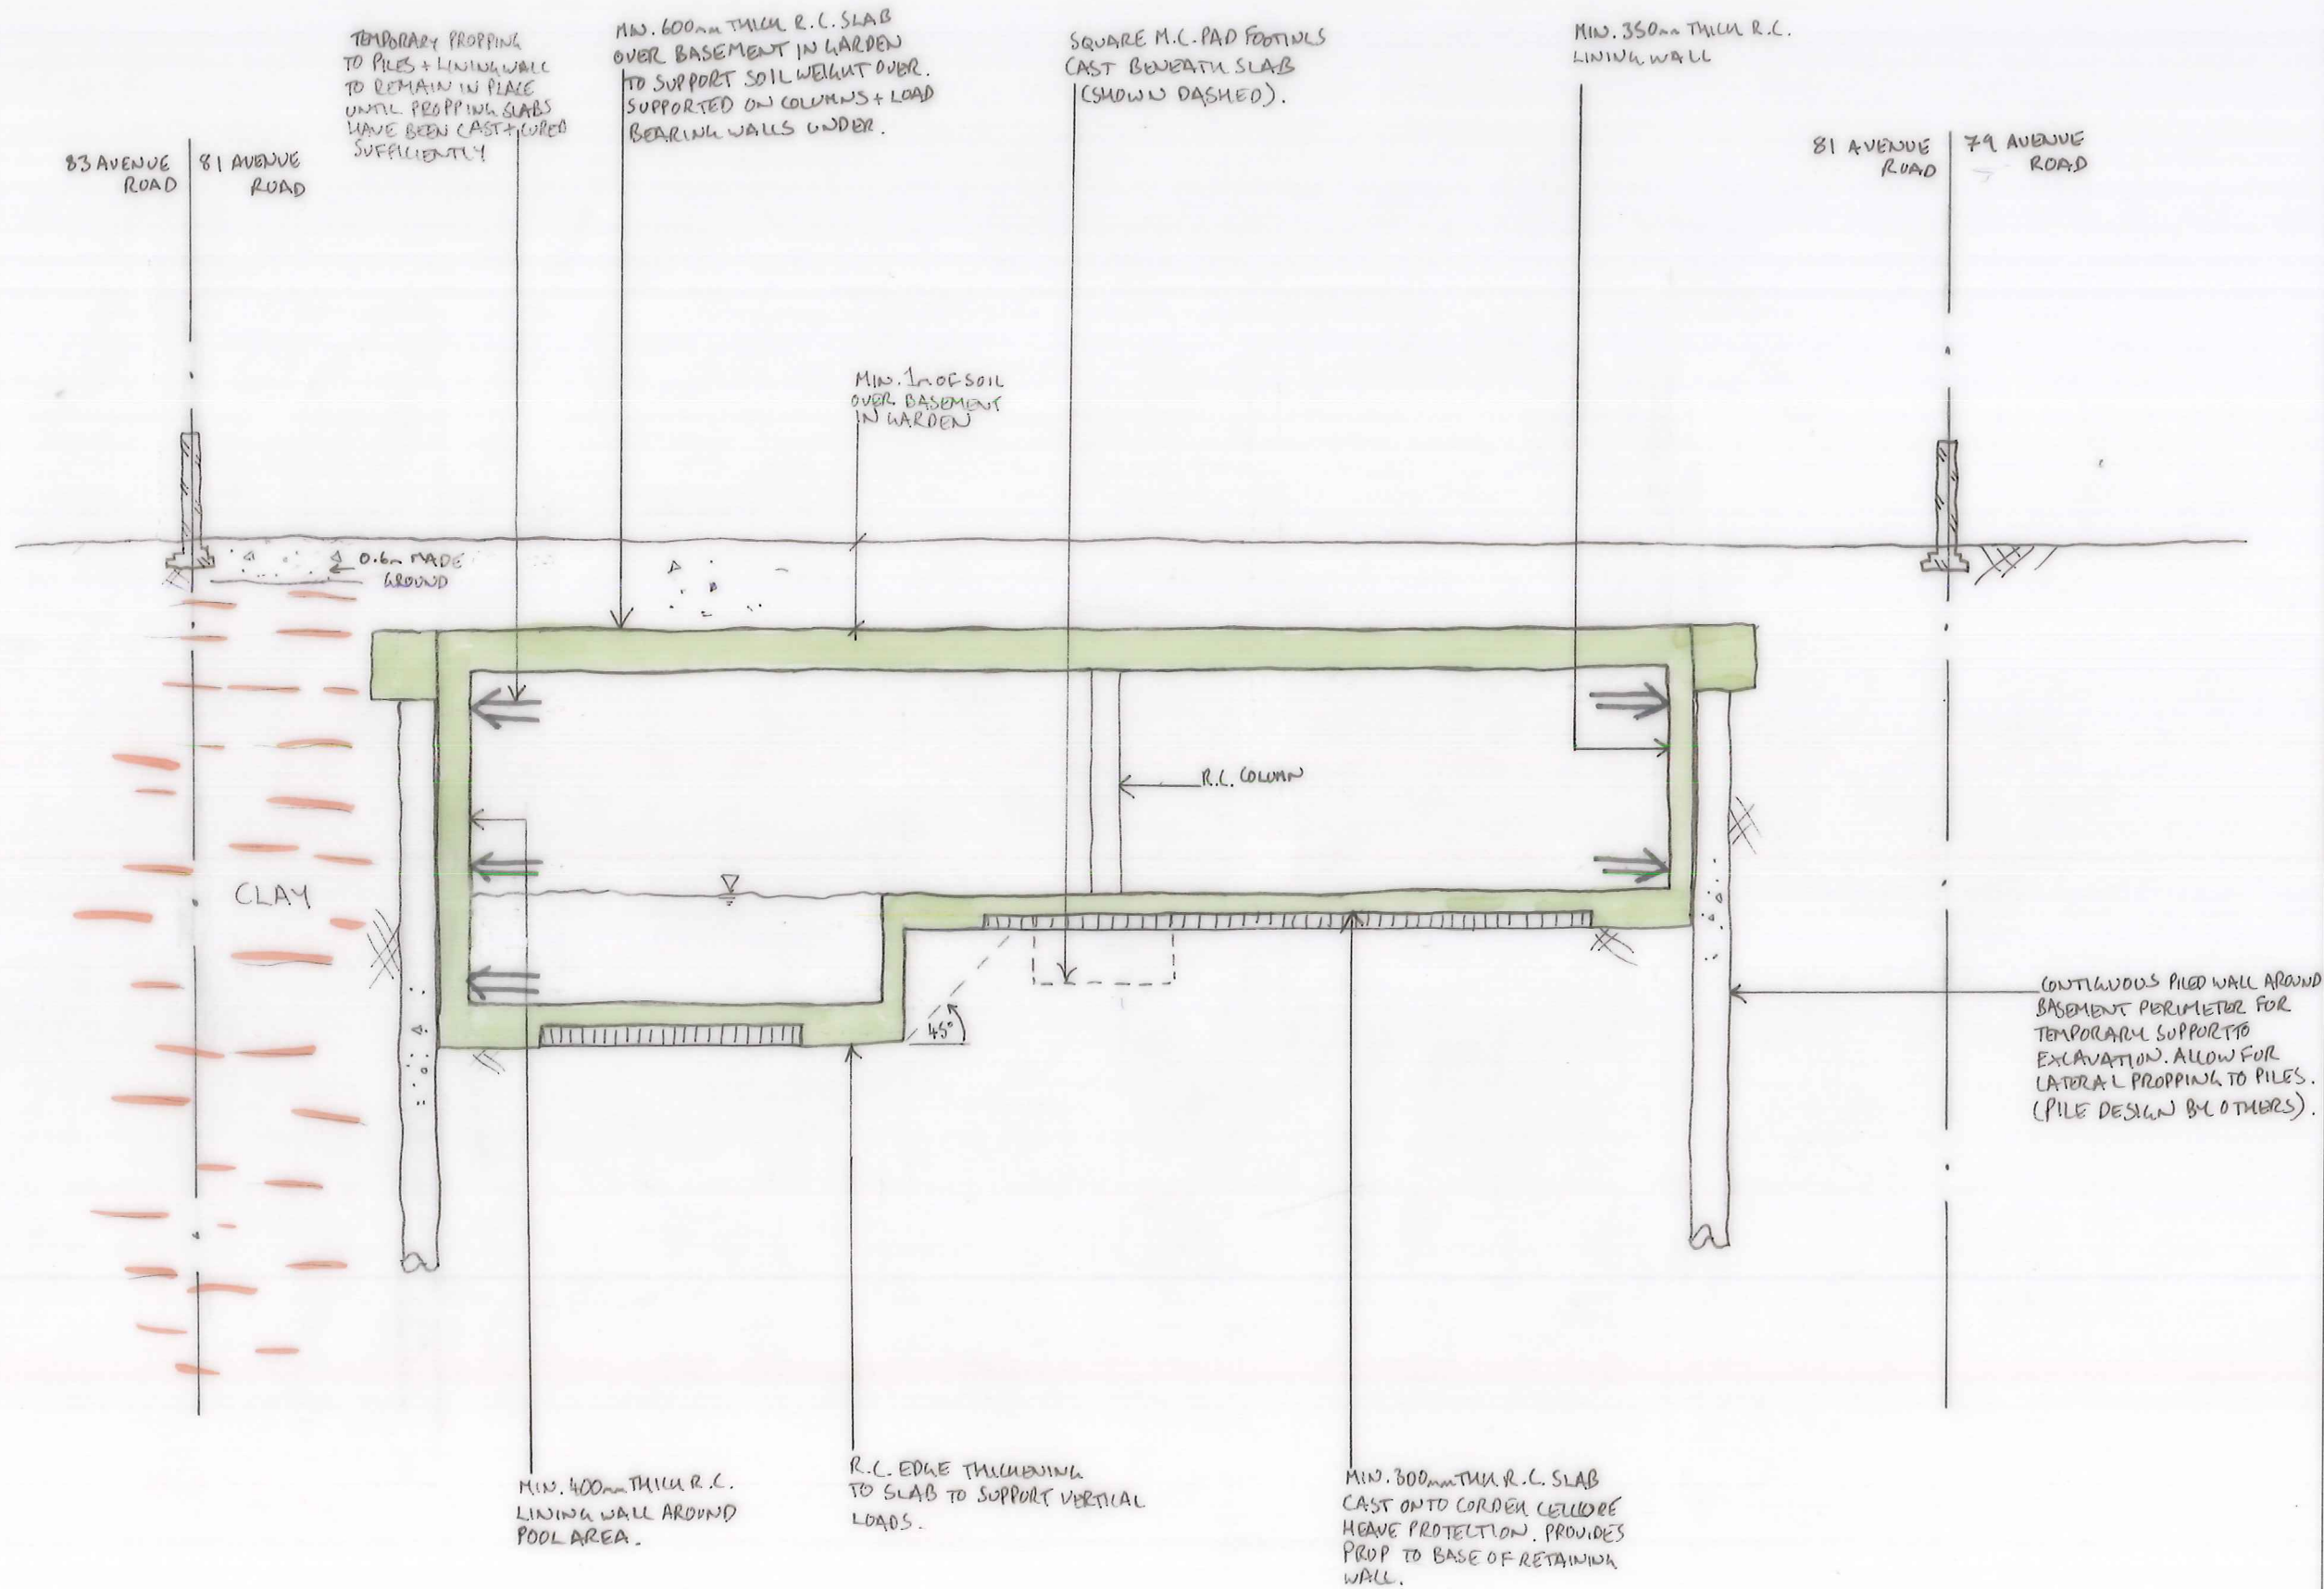 TEMPORARY PROPPING
TO PILES + LINING WALL
TO REMAIN IN PLACE
UNTIL PROPPING SLABS
HAVE BEEN CAST + CURED
SUFFICIENTLY
MIN. 600mm THICK R.C. SLAB
OVER BASEMENT IN GARDEN
TO SUPPORT SOIL WEIGHT OVER.
SUPPORTED ON COLUMNS + LOAD
BEARING WALLS UNDER.
SQUARE M.C. PAD FOOTINGS
CAST BENEATH SLAB
(SHOWN DASHED).
MIN. 350mm THICK R.C.
LINING WALL
83 AVENUE
ROAD
81 AVENUE
ROAD
81 AVENUE
ROAD
79 AVENUE
ROAD
MIN. 1m OF SOIL
OVER BASEMENT
IN GARDEN
0.6m MADE
GROUND
R.C. COLUMN
CLAY
45°
CONTIGUOUS PILED WALL AROUND
BASEMENT PERIMETER FOR
TEMPORARY SUPPORT TO
EXCAVATION. ALLOW FOR
LATERAL PROPPING TO PILES.
(PILE DESIGN BY OTHERS).
MIN. 400mm THICK R.C.
LINING WALL AROUND
POOL AREA.
R.C. EDGE THICKENING
TO SLAB TO SUPPORT VERTICAL
LOADS.
MIN. 300mm THK R.C. SLAB
CAST ONTO CORDEK CELLCORE
HEAVE PROTECTION. PROVIDES
PROP TO BASE OF RETAINING
WALL.